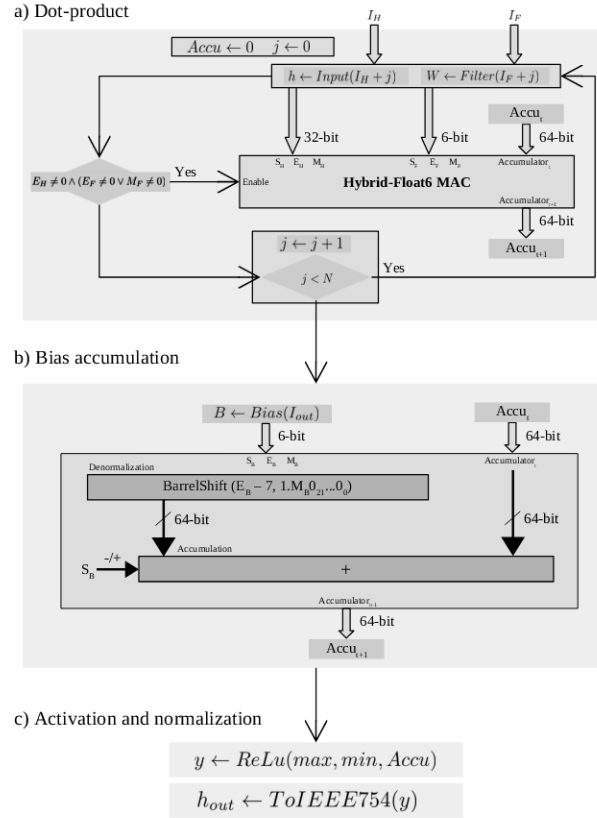 a) Dot-product
I_H I_F
Accu ← 0 j ← 0
h ← Input(I_H + j) W ← Filter(I_F + j)
Accu_t
32-bit 6-bit 64-bit
S_H E_H M_H S_F E_F M_F Accumulator_t
E_H ≠ 0 ∧ (E_F ≠ 0 ∨ M_F ≠ 0) Yes Enable Hybrid-Float6 MAC
Accumulator_{t+1}
64-bit
j ← j + 1 Accu_{t+1}
j < N Yes
b) Bias accumulation
B ← Bias(I_out) Accu_t
6-bit 64-bit
S_B E_B M_B Accumulator_t
Denormalization
BarrelShift (E_B – 7, 1.M_B0_21...0_0)
64-bit 64-bit
Accumulation
-/+
S_B +
Accumulator_{t+1}
64-bit
Accu_{t+1}
c) Activation and normalization
y ← ReLu(max, min, Accu)
h_out ← ToIEEE754(y)